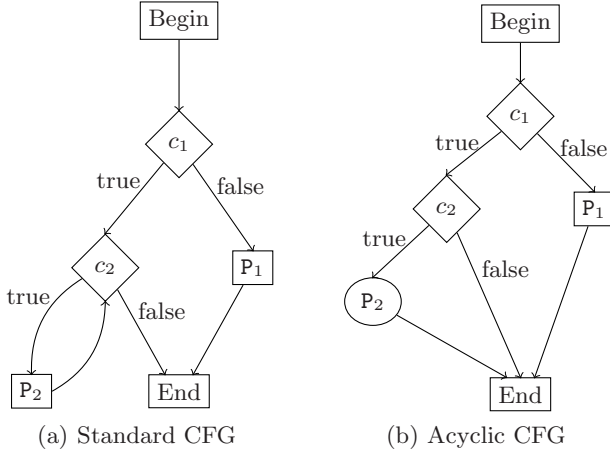 Begin
c₁
true
false
c₂
P₁
true
false
P₂
End
(a) Standard CFG
Begin
c₁
true
false
c₂
P₁
true
false
P₂
End
(b) Acyclic CFG